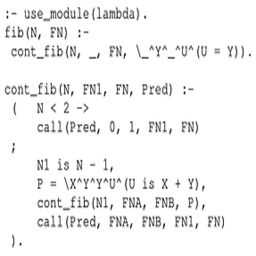 :- use_module(lambda).
fib(N, FN) :-
 cont_fib(N, _, FN, \_^Y^_^U^(U = Y)).

cont_fib(N, FN1, FN, Pred) :-
 (   N < 2 ->
     call(Pred, 0, 1, FN1, FN)
 ;
     N1 is N - 1,
     P = \X^Y^Y^U^(U is X + Y),
     cont_fib(N1, FNA, FNB, P),
     call(Pred, FNA, FNB, FN1, FN)
 ).